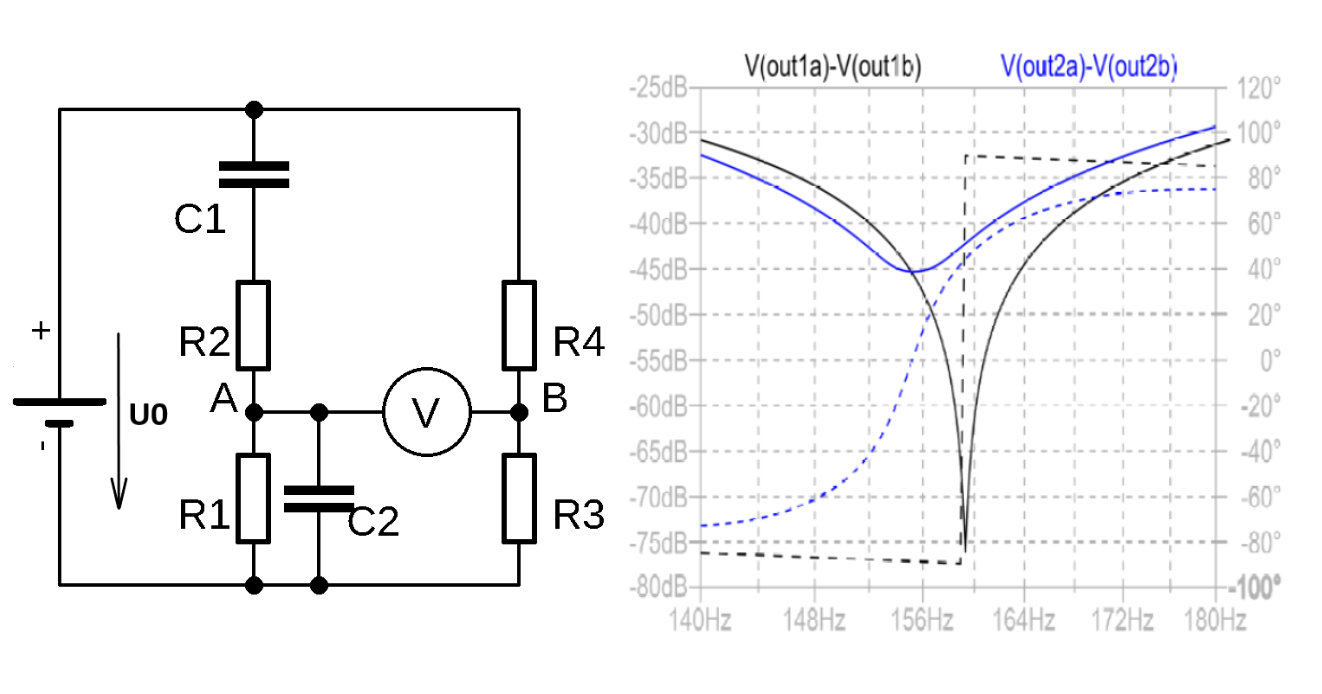 C1
R2
R4
+
A
B
V
U0
-
R1
C2
R3
V(out1a)-V(out1b)
V(out2a)-V(out2b)
-25dB
120°
-30dB
100°
-35dB
80°
-40dB
60°
-45dB
40°
-50dB
20°
-55dB
0°
-60dB
-20°
-65dB
-40°
-70dB
-60°
-75dB
-80°
-80dB
-100°
140Hz 148Hz 156Hz 164Hz 172Hz 180Hz